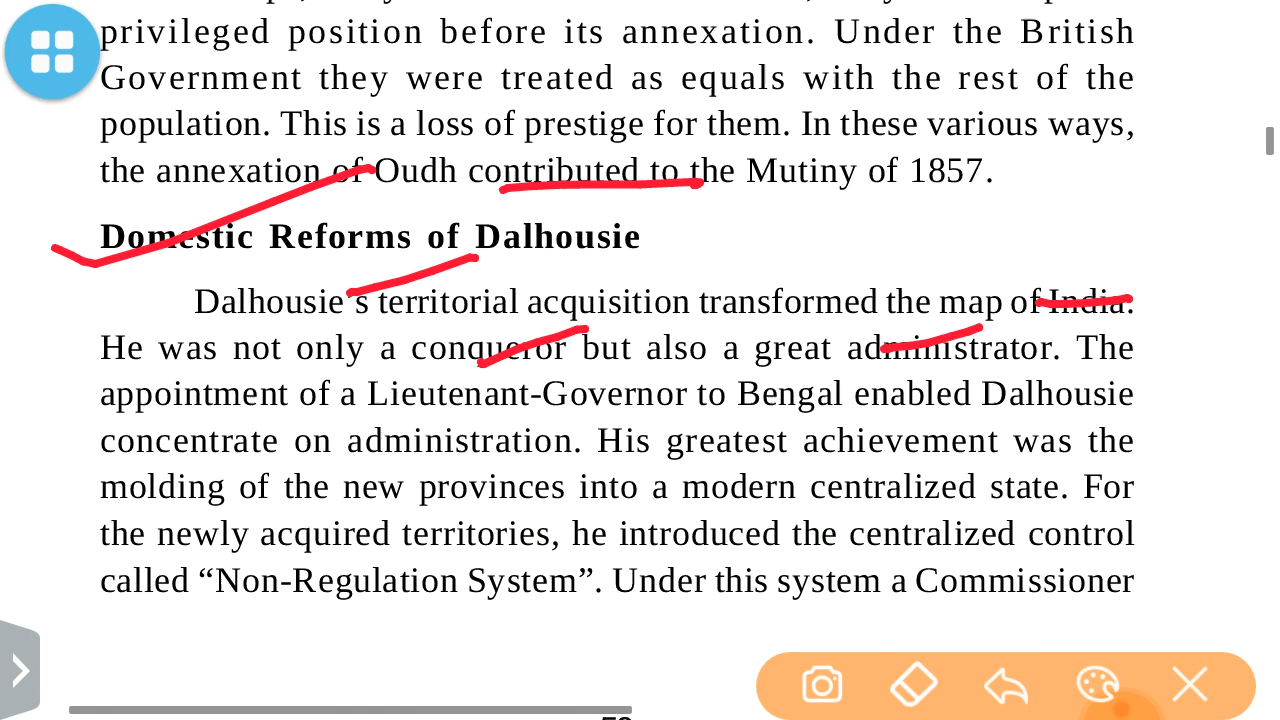 privileged position before its annexation. Under the British
Government they were treated as equals with the rest of the
population. This is a loss of prestige for them. In these various ways,
the annexation of Oudh contributed to the Mutiny of 1857.
Domestic Reforms of Dalhousie
Dalhousie's territorial acquisition transformed the map of India.
He was not only a conqueror but also a great administrator. The
appointment of a Lieutenant-Governor to Bengal enabled Dalhousie
concentrate on administration. His greatest achievement was the
molding of the new provinces into a modern centralized state. For
the newly acquired territories, he introduced the centralized control
called “Non-Regulation System”. Under this system a Commissioner